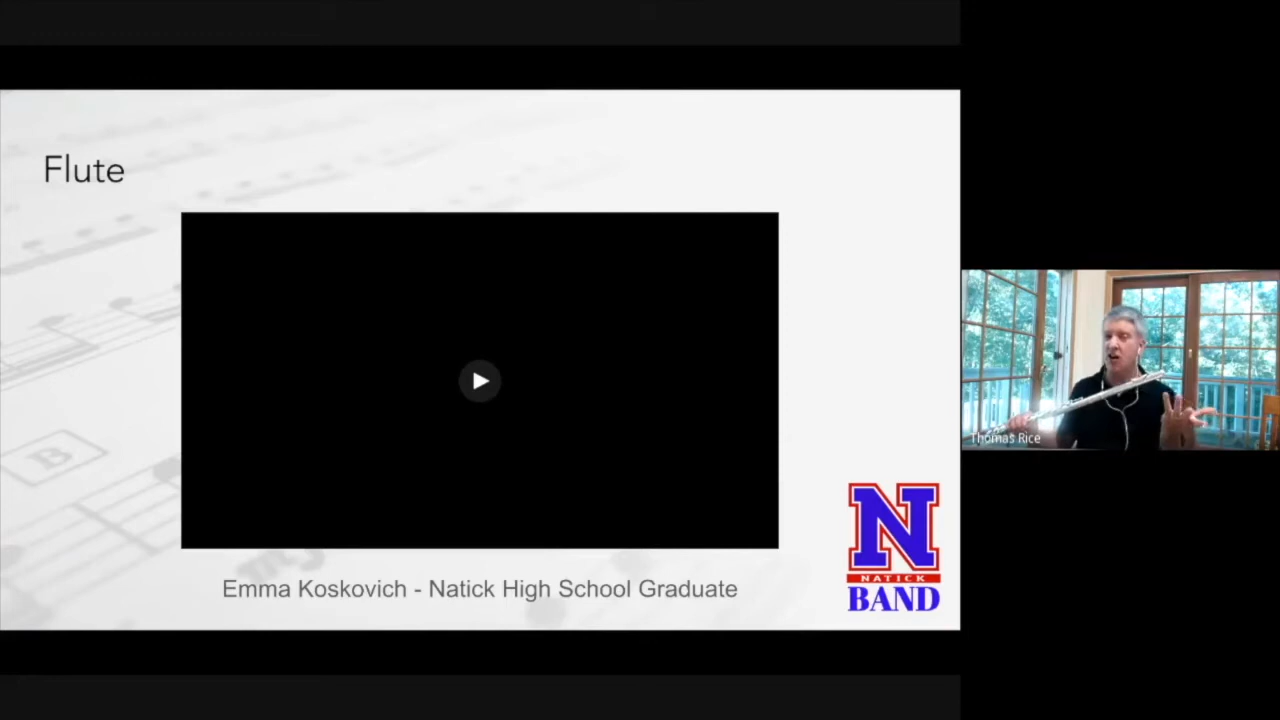 Flute
B
Emma Koskovich - Natick High School Graduate
N
NATICK
BAND
Thomas Rice